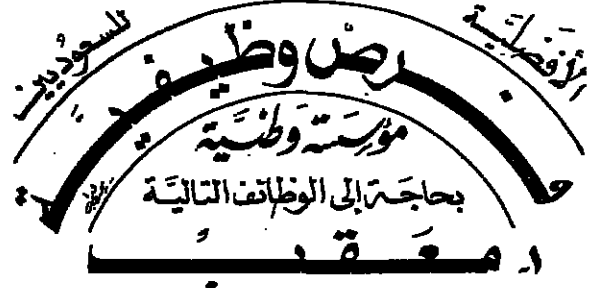 الأفضلية للسعوديين
فرص وظيفية
مؤسسة وطنية
بحاجة إلى الوظائف التالية
١- معقب